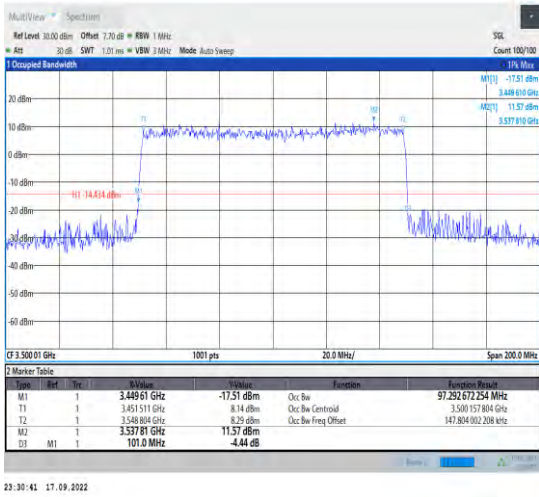 MultiView Spectrum
Ref Level 30.00 dBm Offset 7.70 dB RBW 1 MHz SGL
Att 30 dB SWT 1.01 ms VBW 3 MHz Mode Auto Sweep Count 100/100
1 Occupied Bandwidth 1Pk Max
M1[1] -17.51 dBm
3.449 610 GHz
M2[1] 11.57 dBm
3.537 810 GHz
20 dBm
T1 M2 T2
10 dBm
0 dBm
-10 dBm
H1 -14.434 dBm
M1
-20 dBm
D3
-30 dBm
-40 dBm
-50 dBm
-60 dBm
CF 3.500 01 GHz 1001 pts 20.0 MHz/ Span 200.0 MHz
2 Marker Table
Type Ref Trc X-Value Y-Value Function Function Result
M1 1 3.449 61 GHz -17.51 dBm Occ Bw 97.292 672 254 MHz
T1 1 3.451 511 GHz 8.14 dBm Occ Bw Centroid 3.500 157 804 GHz
T2 1 3.548 804 GHz 8.29 dBm Occ Bw Freq Offset 147.804 002 208 kHz
M2 1 3.537 81 GHz 11.57 dBm
D3 M1 1 101.0 MHz -4.44 dB
23:30:41 17.09.2022